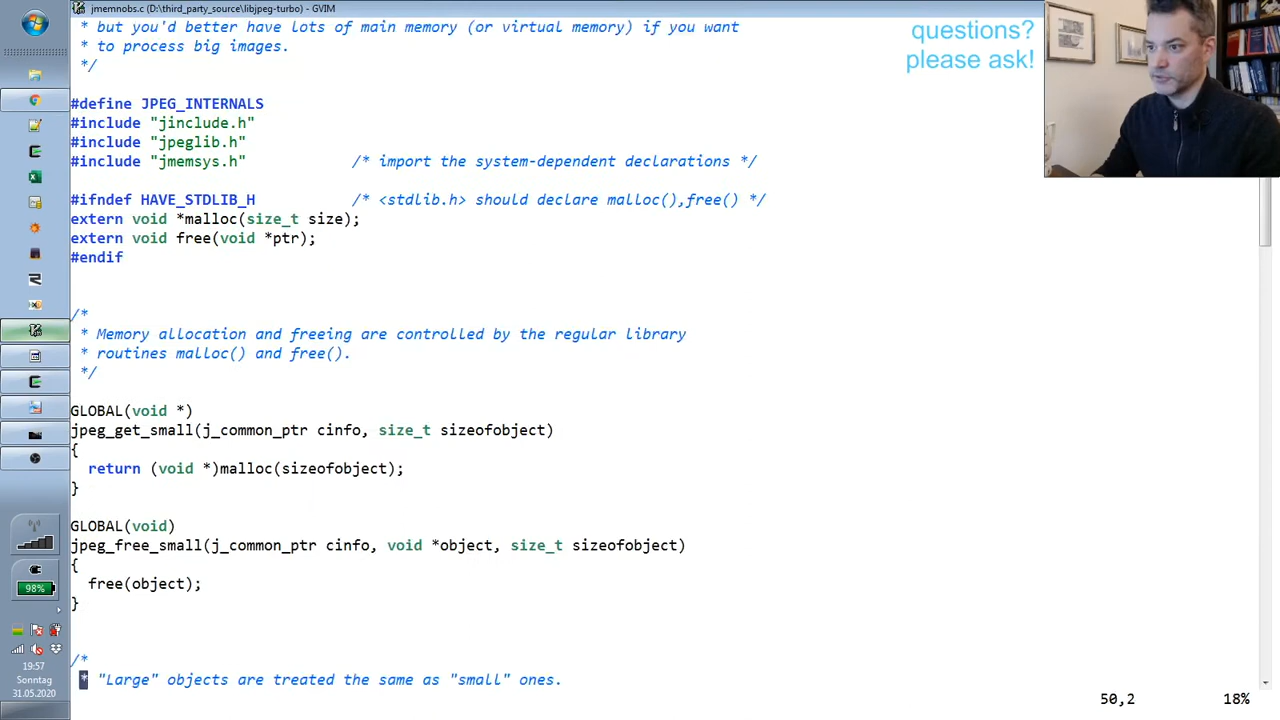 jmemnobs.c (D:\third_party_source\libjpeg-turbo) - GVIM
* but you'd better have lots of main memory (or virtual memory) if you want
* to process big images.
*/
#define JPEG_INTERNALS
#include "jinclude.h"
#include "jpeglib.h"
#include "jmemsys.h" /* import the system-dependent declarations */
#ifndef HAVE_STDLIB_H /* <stdlib.h> should declare malloc(),free() */
extern void *malloc(size_t size);
extern void free(void *ptr);
#endif
/*
* Memory allocation and freeing are controlled by the regular library
* routines malloc() and free().
*/
GLOBAL(void *)
jpeg_get_small(j_common_ptr cinfo, size_t sizeofobject)
{
return (void *)malloc(sizeofobject);
}
GLOBAL(void)
jpeg_free_small(j_common_ptr cinfo, void *object, size_t sizeofobject)
{
free(object);
}
/*
* "Large" objects are treated the same as "small" ones.
50,2 18%
questions?
please ask!
98%
19:57
Sonntag
31.05.2020